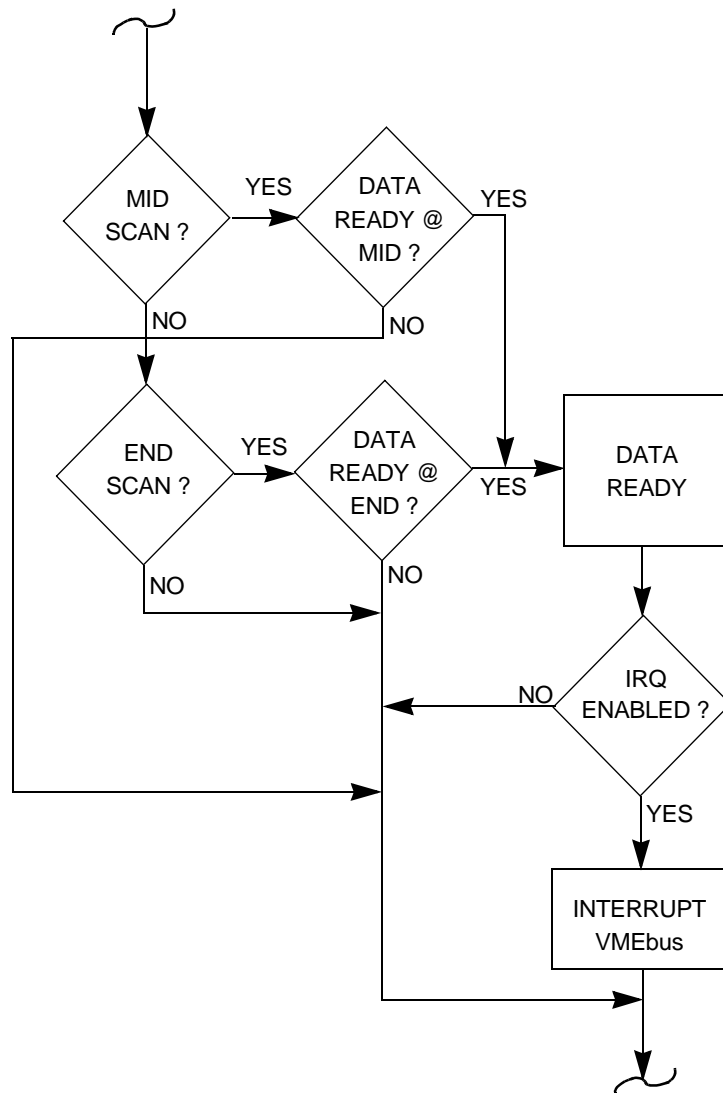 MID
SCAN ?
YES
DATA
READY @
MID ?
YES
NO
NO
END
SCAN ?
YES
DATA
READY @
END ?
YES
DATA
READY
NO
NO
NO
IRQ
ENABLED ?
YES
INTERRUPT
VMEbus